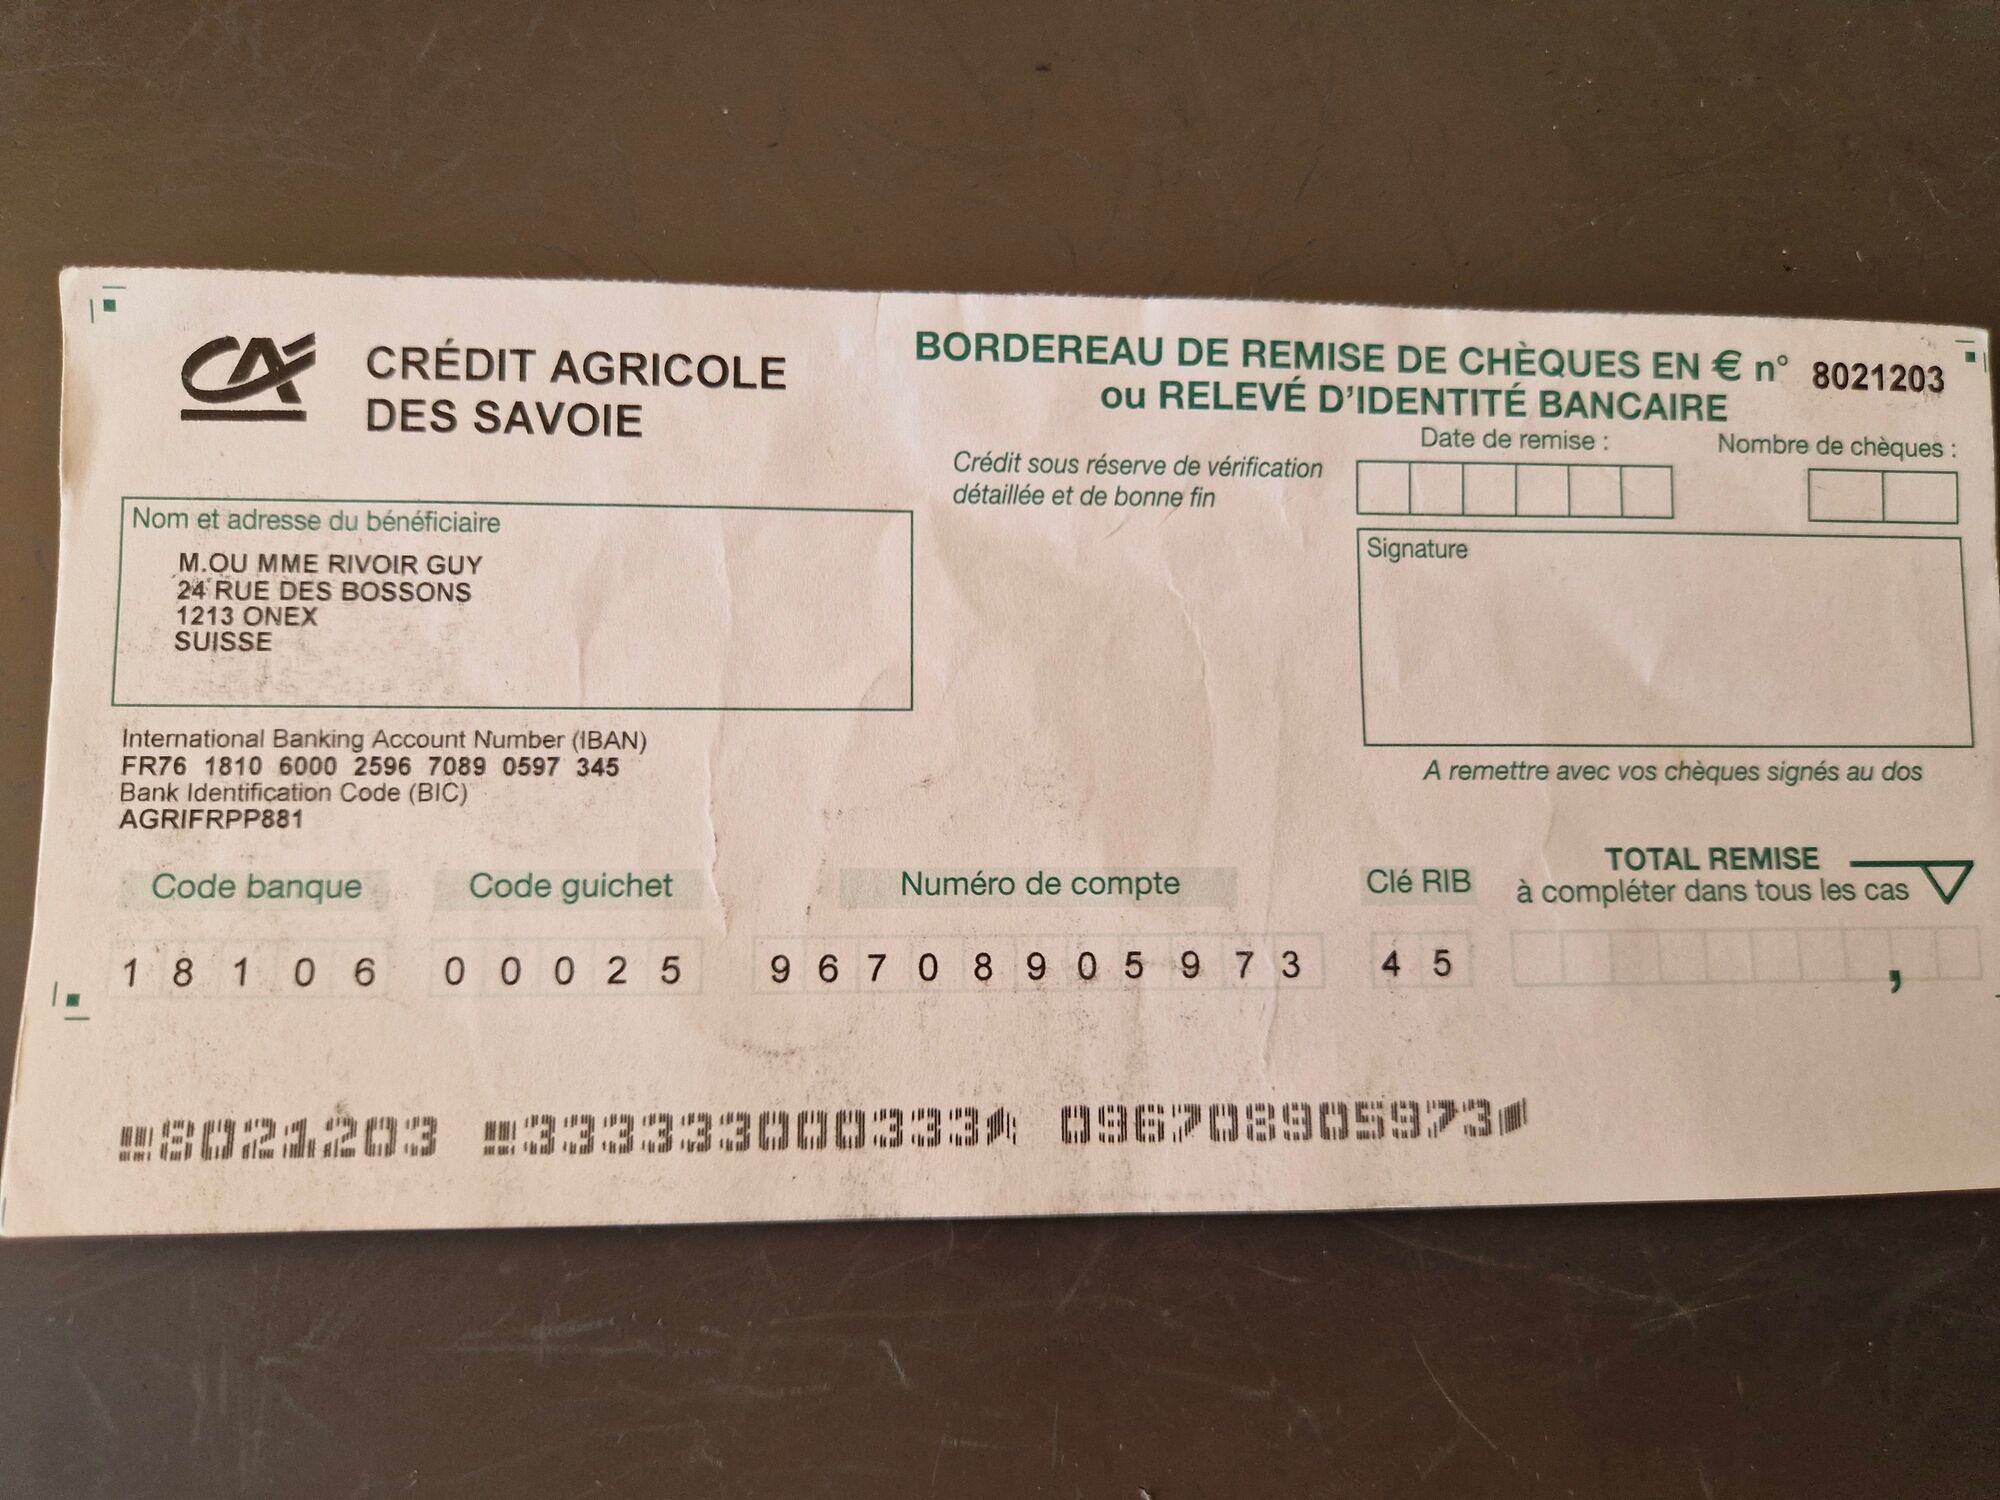 CA
CRÉDIT AGRICOLE
DES SAVOIE
BORDEREAU DE REMISE DE CHÈQUES EN € n° 8021203
ou RELEVÉ D'IDENTITÉ BANCAIRE
Crédit sous réserve de vérification
détaillée et de bonne fin
Date de remise :
Nombre de chèques :
Nom et adresse du bénéficiaire
M.OU MME RIVOIR GUY
24 RUE DES BOSSONS
1213 ONEX
SUISSE
Signature
International Banking Account Number (IBAN)
FR76 1810 6000 2596 7089 0597 345
Bank Identification Code (BIC)
AGRIFRPP881
A remettre avec vos chèques signés au dos
Code banque Code guichet Numéro de compte Clé RIB
TOTAL REMISE
à compléter dans tous les cas
1 8 1 0 6 0 0 0 2 5 9 6 7 0 8 9 0 5 9 7 3 4 5 ,
8021203 333333000333 096708905973